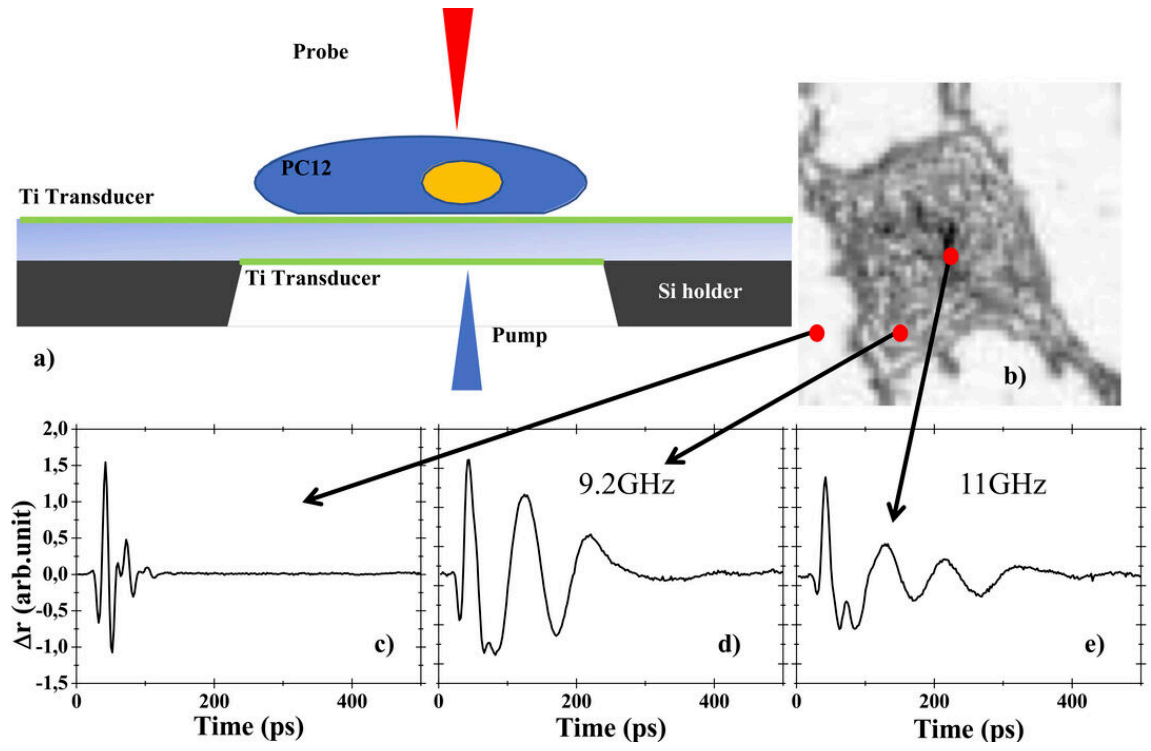 Probe
PC12
Ti Transducer
Ti Transducer
Si holder
Pump
a)
b)
2,0
1,5
1,0
0,5
0,0
-0,5
-1,0
-1,5
Δr (arb.unit)
c)
0 200 400
Time (ps)
9.2GHz
d)
0 200 400
Time (ps)
11GHz
e)
0 200 400
Time (ps)